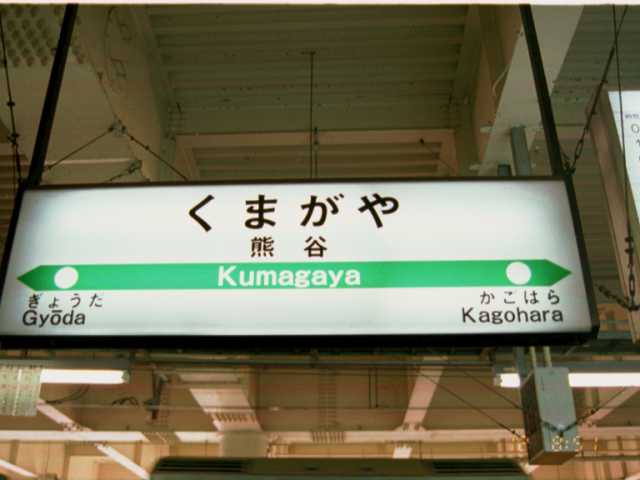 くまがや
熊谷
Kumagaya
ぎょうだ
Gyōda
かごはら
Kagohara